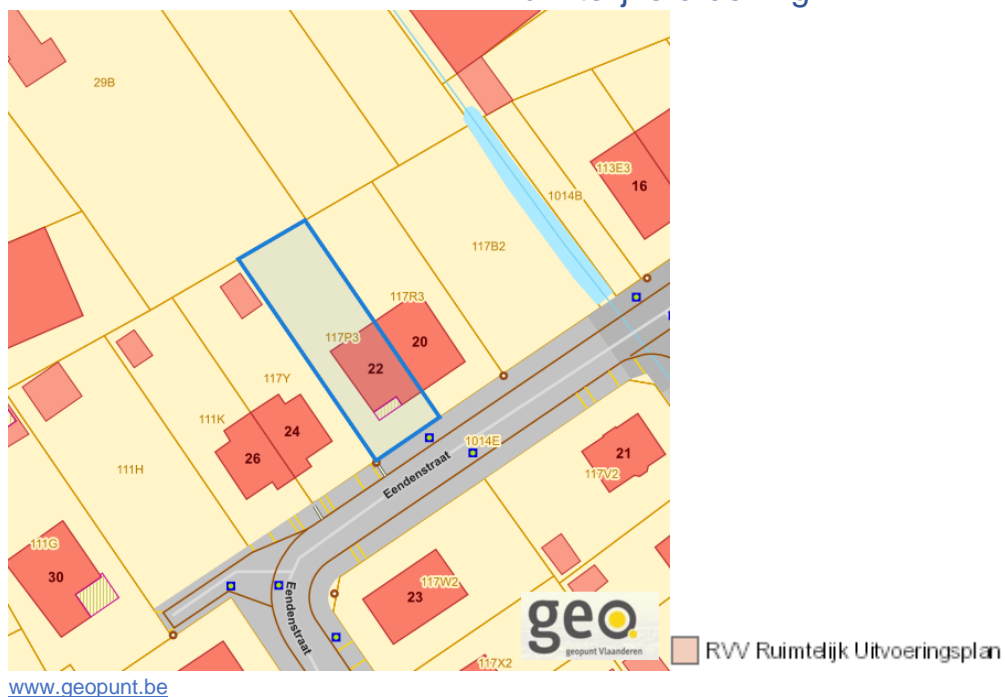 29B
113E3
16
1014B
117B2
117R3
117P3
20
22
117Y
111K
24
26
1014E
21
117V2
Eendenstraat
111H
111G
30
117W2
23
Eendenstraat
117X2
geo.
geopunt Vlaanderen
RVV Ruimtelijk Uitvoeringsplan
www.geopunt.be